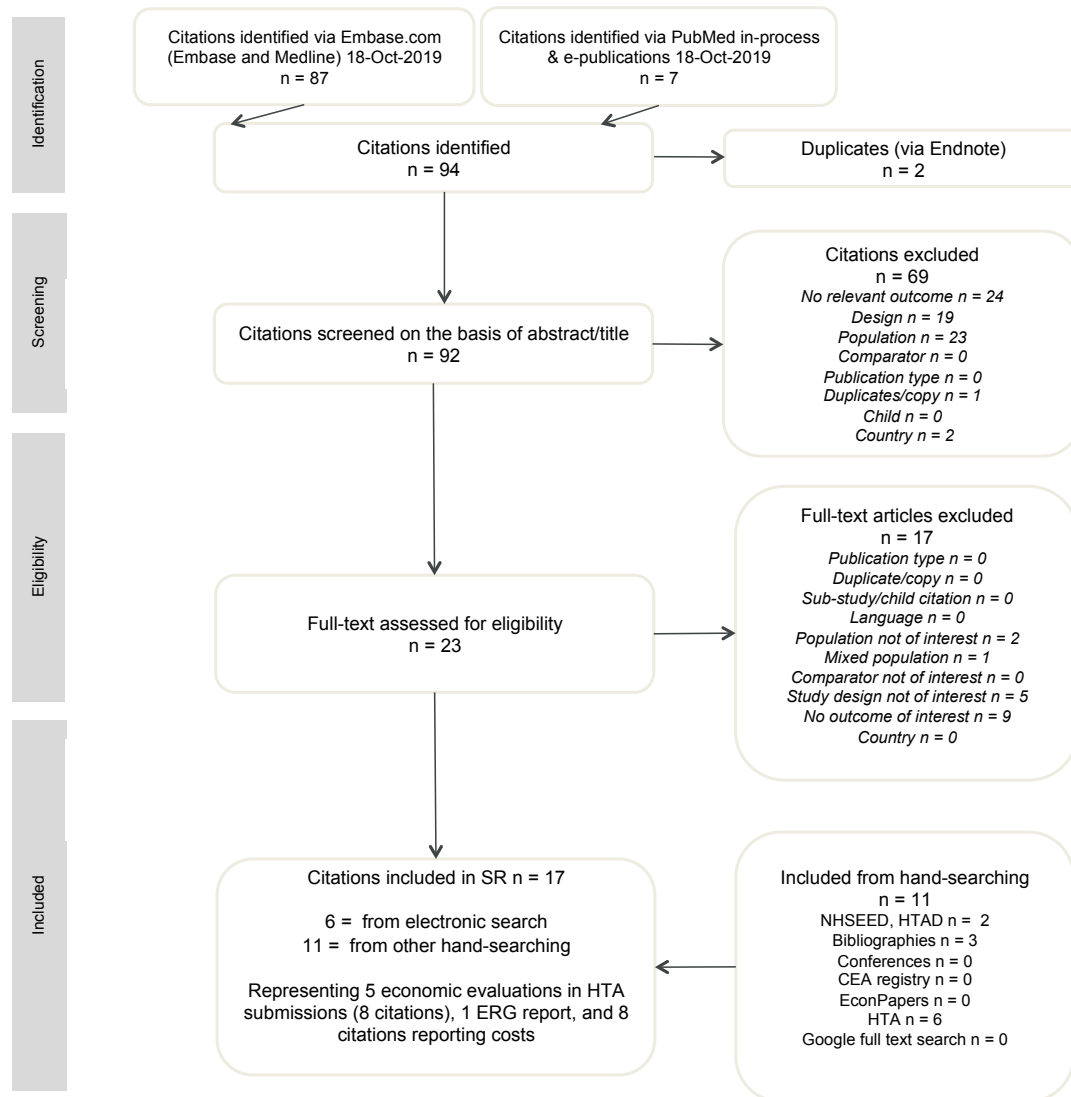 Identification
Citations identified via Embase.com
(Embase and Medline) 18-Oct-2019
n = 87
Citations identified via PubMed in-process
& e-publications 18-Oct-2019
n = 7
Citations identified
n = 94
Duplicates (via Endnote)
n = 2
Screening
Citations screened on the basis of abstract/title
n = 92
Citations excluded
n = 69
No relevant outcome n = 24
Design n = 19
Population n = 23
Comparator n = 0
Publication type n = 0
Duplicates/copy n = 1
Child n = 0
Country n = 2
Eligibility
Full-text assessed for eligibility
n = 23
Full-text articles excluded
n = 17
Publication type n = 0
Duplicate/copy n = 0
Sub-study/child citation n = 0
Language n = 0
Population not of interest n = 2
Mixed population n = 1
Comparator not of interest n = 0
Study design not of interest n = 5
No outcome of interest n = 9
Country n = 0
Included
Citations included in SR n = 17
6 = from electronic search
11 = from other hand-searching
Representing 5 economic evaluations in HTA
submissions (8 citations), 1 ERG report, and 8
citations reporting costs
Included from hand-searching
n = 11
NHSEED, HTAD n = 2
Bibliographies n = 3
Conferences n = 0
CEA registry n = 0
EconPapers n = 0
HTA n = 6
Google full text search n = 0